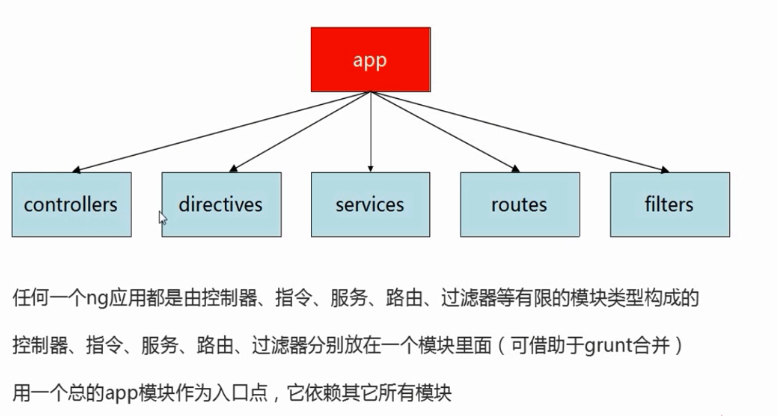 app
controllers
directives
services
routes
filters
任何一个ng应用都是由控制器、指令、服务、路由、过滤器等有限的模块类型构成的
控制器、指令、服务、路由、过滤器分别放在一个模块里面（可借助于grunt合并）
用一个总的app模块作为入口点，它依赖其它所有模块